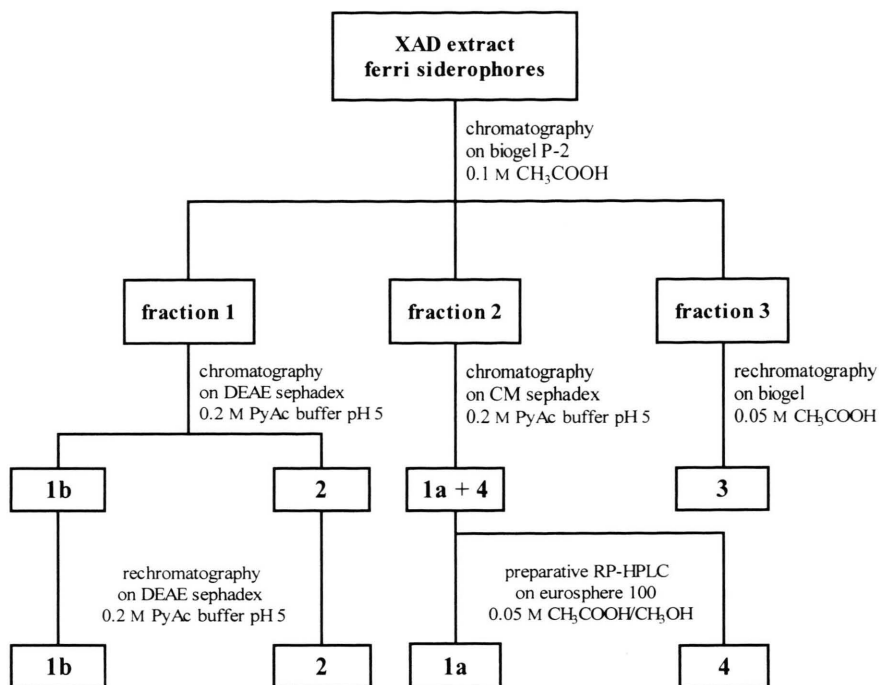 XAD extract
ferri siderophores
chromatography
on biogel P-2
0.1 M CH₃COOH
fraction 1
fraction 2
fraction 3
chromatography
on DEAE sephadex
0.2 M PyAc buffer pH 5
chromatography
on CM sephadex
0.2 M PyAc buffer pH 5
rechromatography
on biogel
0.05 M CH₃COOH
1b
2
1a + 4
3
rechromatography
on DEAE sephadex
0.2 M PyAc buffer pH 5
preparative RP-HPLC
on eurosphere 100
0.05 M CH₃COOH/CH₃OH
1b
2
1a
4